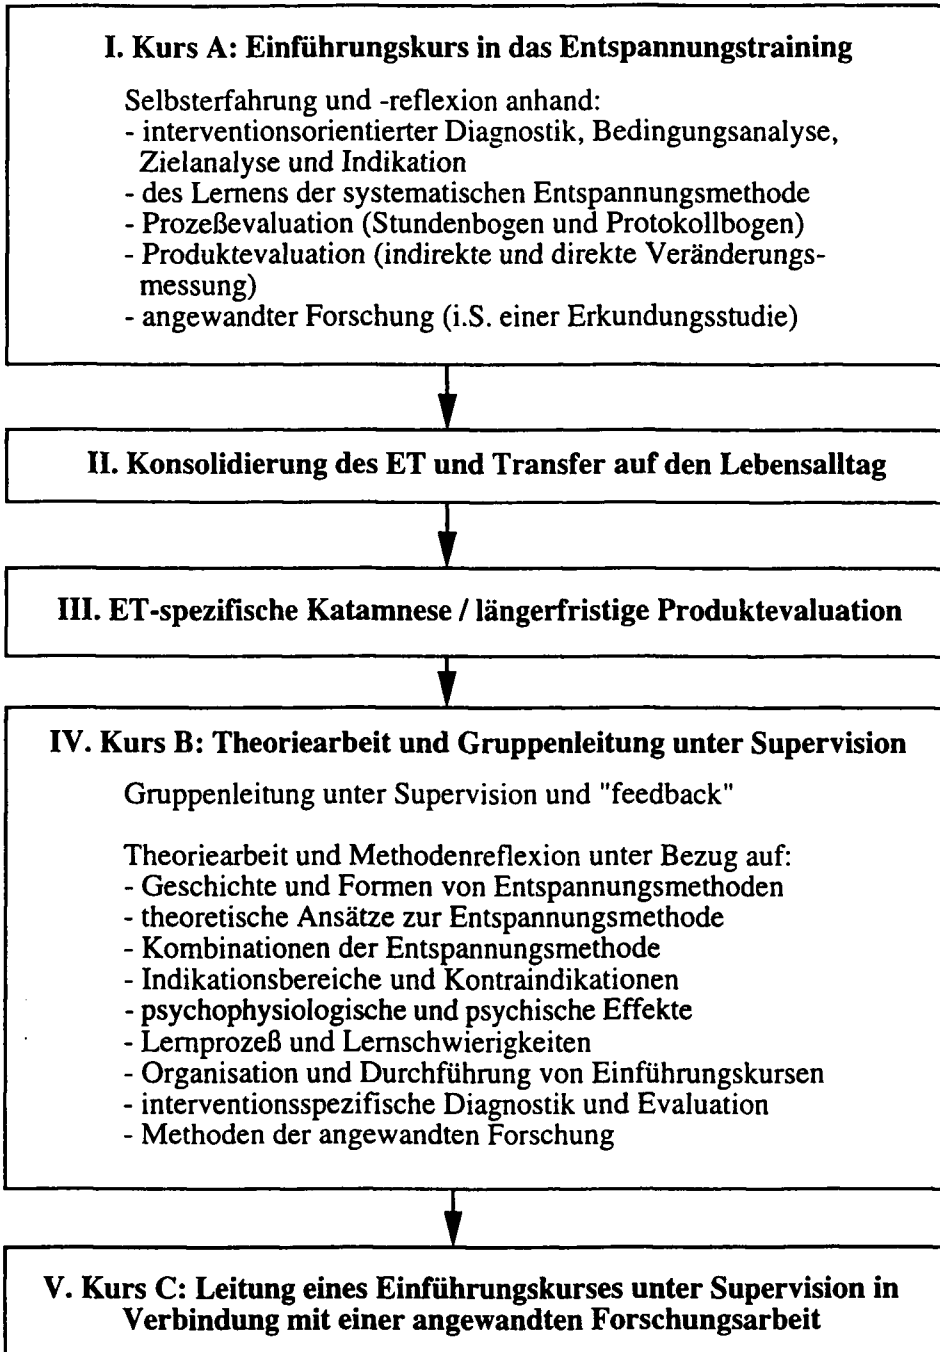 I. Kurs A: Einführungskurs in das Entspannungstraining
Selbsterfahrung und -reflexion anhand:
- interventionsorientierter Diagnostik, Bedingungsanalyse,
Zielanalyse und Indikation
- des Lernens der systematischen Entspannungsmethode
- Prozeßevaluation (Stundenbogen und Protokollbogen)
- Produktevaluation (indirekte und direkte Veränderungs-
messung)
- angewandter Forschung (i.S. einer Erkundungsstudie)
II. Konsolidierung des ET und Transfer auf den Lebensalltag
III. ET-spezifische Katamnese / längerfristige Produktevaluation
IV. Kurs B: Theoriearbeit und Gruppenleitung unter Supervision
Gruppenleitung unter Supervision und "feedback"
Theoriearbeit und Methodenreflexion unter Bezug auf:
- Geschichte und Formen von Entspannungsmethoden
- theoretische Ansätze zur Entspannungsmethode
- Kombinationen der Entspannungsmethode
- Indikationsbereiche und Kontraindikationen
- psychophysiologische und psychische Effekte
- Lernprozeß und Lernschwierigkeiten
- Organisation und Durchführung von Einführungskursen
- interventionsspezifische Diagnostik und Evaluation
- Methoden der angewandten Forschung
V. Kurs C: Leitung eines Einführungskurses unter Supervision in
Verbindung mit einer angewandten Forschungsarbeit